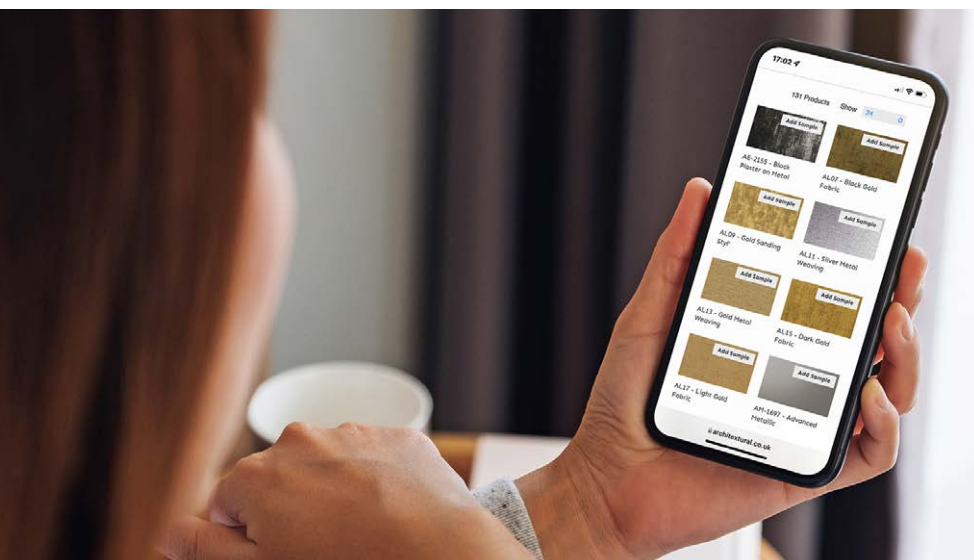 17:02
131 Products Show 24
Add Sample
Add Sample
AE-2155 - Black
Plaster on Metal
AL07 - Black Gold
Fabric
Add Sample
Add Sample
AL09 - Gold Sanding
Styl'
AL11 - Sliver Metal
Weaving
Add Sample
Add Sample
AL13 - Gold Metal
Weaving
AL15 - Dark Gold
Fabric
Add Sample
Add Sample
AL17 - Light Gold
Fabric
AM-1697 - Advanced
Metallic
architextural.co.uk